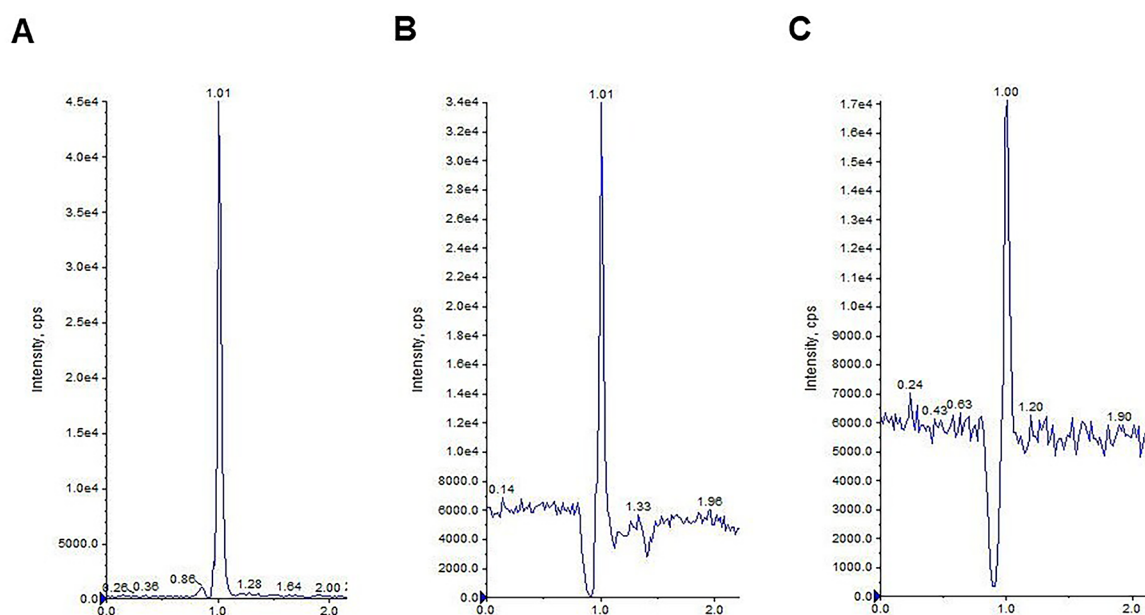 A
B
C
1.01
4.5e4
4.0e4
3.5e4
3.0e4
2.5e4
2.0e4
1.5e4
1.0e4
5000.0
0.0
Intensity, cps
0.26
0.36
0.86
1.28
1.64
2.00
0.0
1.0
2.0
1.01
3.4e4
3.2e4
3.0e4
2.8e4
2.6e4
2.4e4
2.2e4
2.0e4
1.8e4
1.6e4
1.4e4
1.2e4
1.0e4
8000.0
6000.0
4000.0
2000.0
0.0
Intensity, cps
0.14
1.33
1.96
0.0
1.0
2.0
1.00
1.7e4
1.6e4
1.5e4
1.4e4
1.3e4
1.2e4
1.1e4
1.0e4
9000.0
8000.0
7000.0
6000.0
5000.0
4000.0
3000.0
2000.0
1000.0
0.0
Intensity, cps
0.24
0.43
0.63
1.20
1.90
0.0
1.0
2.0